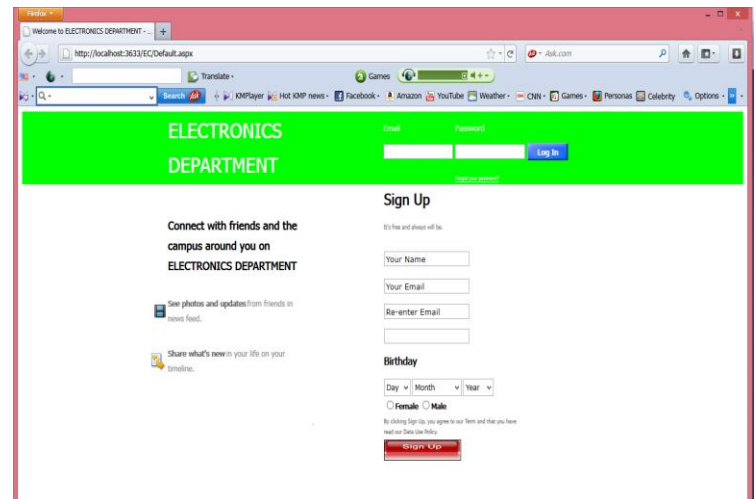 Firefox
Welcome to ELECTRONICS DEPARTMENT - ...
http://localhost:3633/EC/Default.aspx
Ask.com
Translate
Games
Search
KMPlayer
Hot KMP news
Facebook
Amazon
YouTube
Weather
CNN
Games
Personas
Celebrity
Options
ELECTRONICS
DEPARTMENT
Email
Password
Log In
Forgot your password?
Sign Up
It's free and always will be.
Connect with friends and the
campus around you on
ELECTRONICS DEPARTMENT
See photos and updates from friends in
news feed.
Share what's new in your life on your
timeline.
Your Name
Your Email
Re-enter Email
Birthday
Day
Month
Year
Female
Male
By clicking Sign Up, you agree to our Term and that you have
read our Data Use Policy.
Sign Up